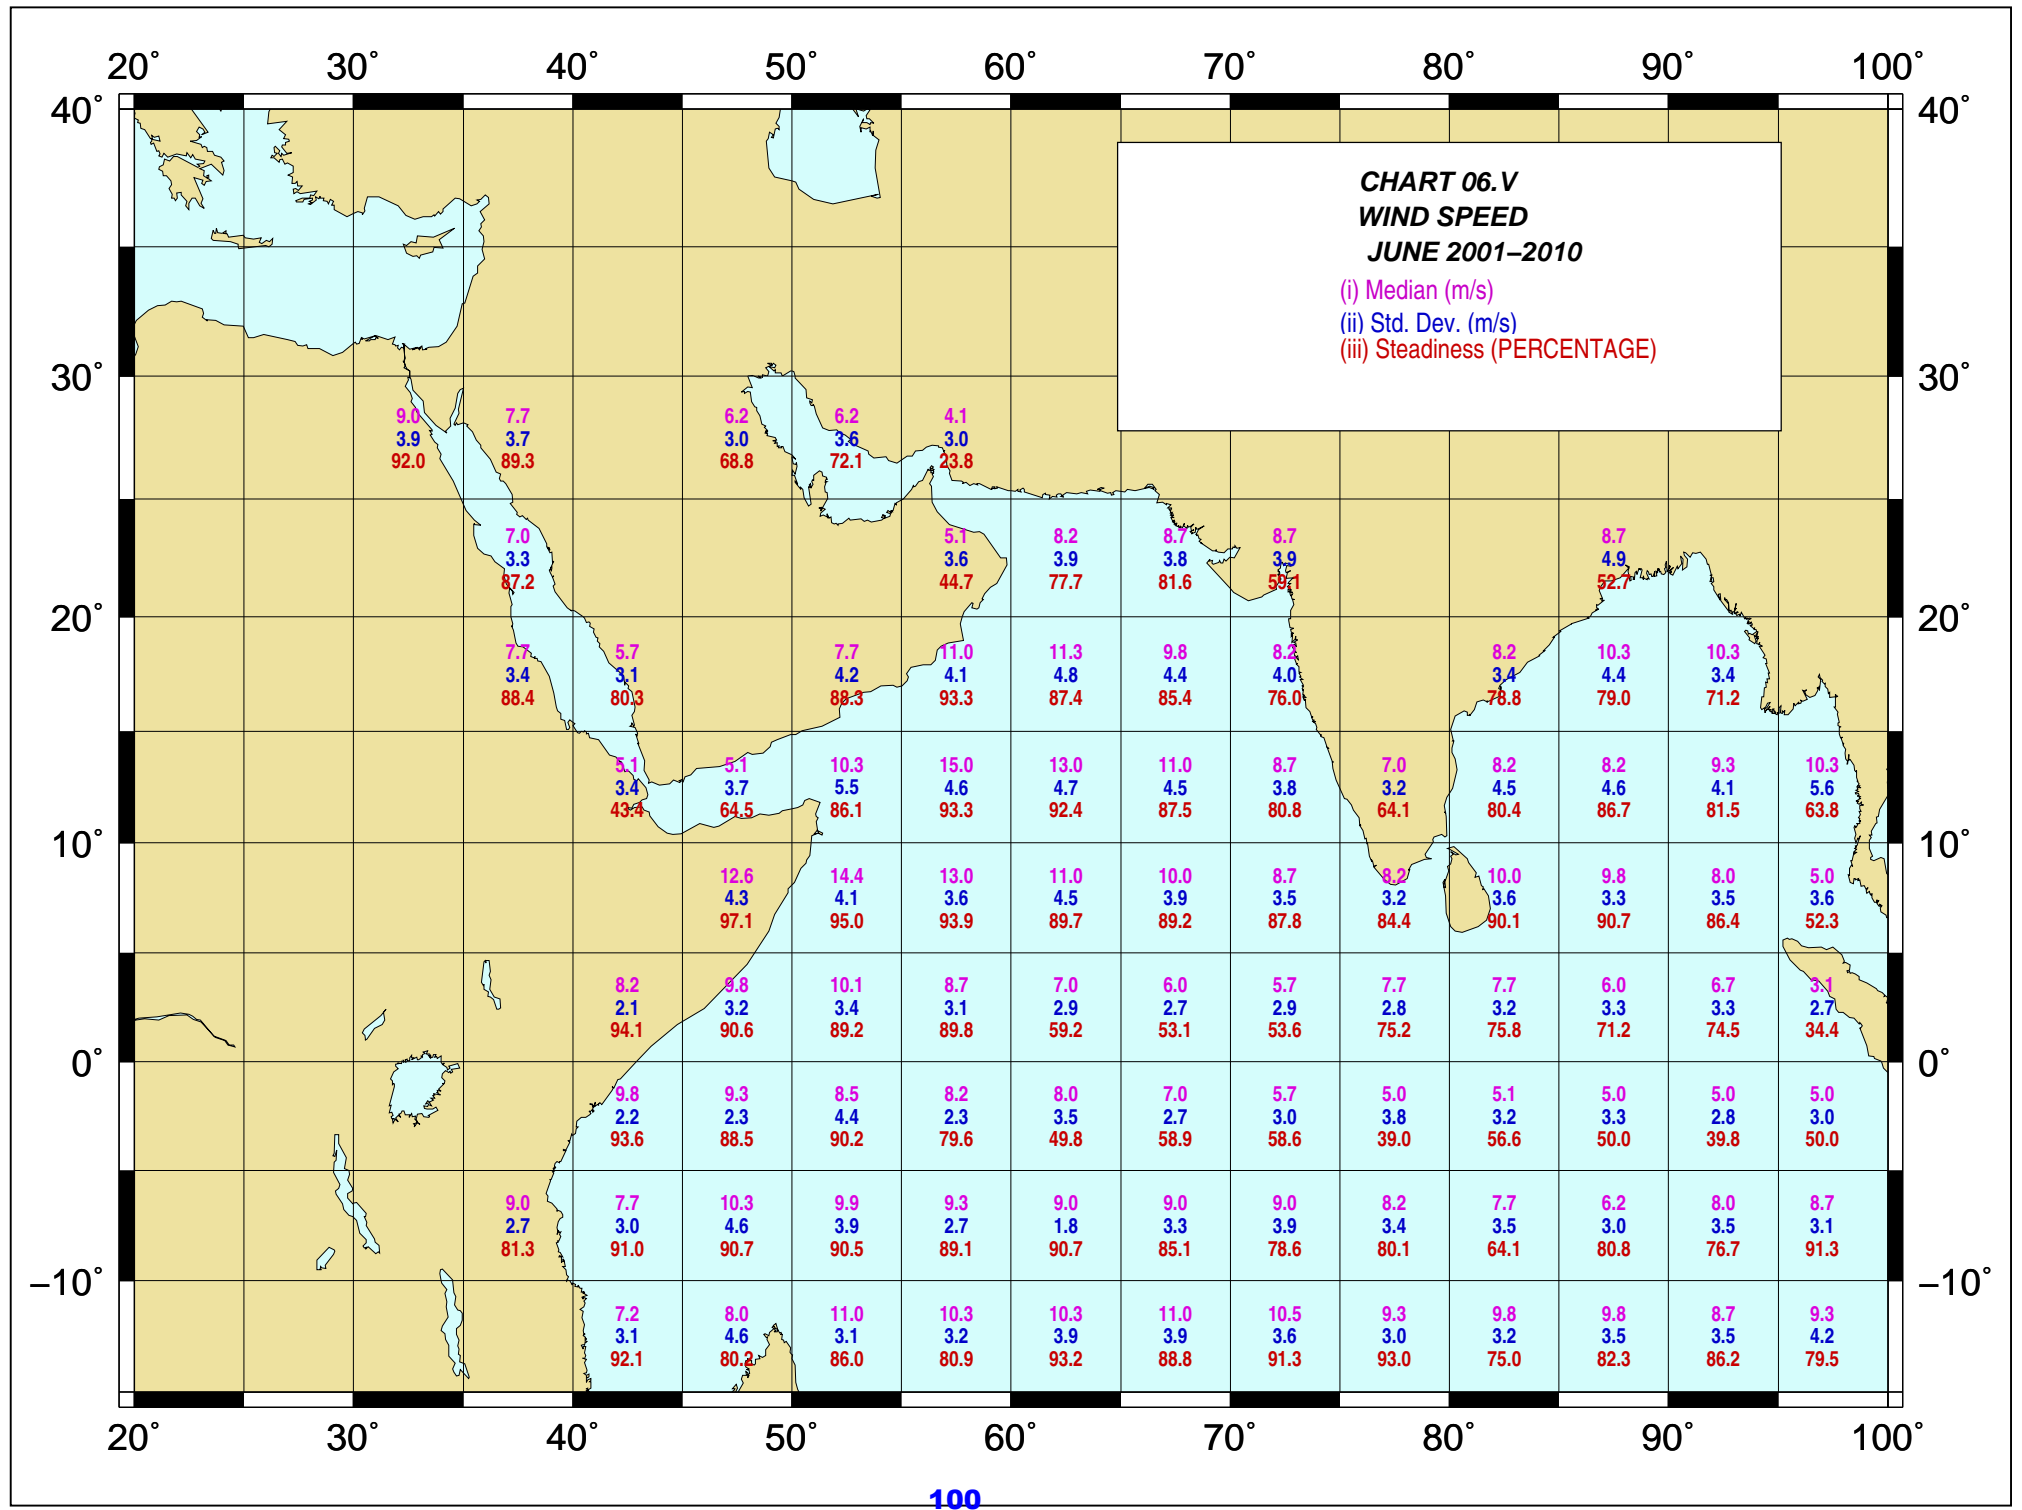 20° 30° 40° 50° 60° 70° 80° 90° 100°
40° 40°
CHART 06.V
WIND SPEED
JUNE 2001–2010
(i) Median (m/s)
(ii) Std. Dev. (m/s)
(iii) Steadiness (PERCENTAGE)
30° 30°
9.0 7.7 6.2 6.2 4.1
3.9 3.7 3.0 3.6 3.0
92.0 89.3 68.8 72.1 23.8
7.0 5.1 8.2 8.7 8.7 8.7
3.3 3.6 3.9 3.8 3.9 4.9
87.2 44.7 77.7 81.6 59.1 52.7
20° 20°
7.7 5.7 7.7 11.0 11.3 9.8 8.2 8.2 10.3 10.3
3.4 3.1 4.2 4.1 4.8 4.4 4.0 3.4 4.4 3.4
88.4 80.3 88.3 93.3 87.4 85.4 76.0 78.8 79.0 71.2
5.1 5.1 10.3 15.0 13.0 11.0 8.7 7.0 8.2 8.2 9.3 10.3
3.4 3.7 5.5 4.6 4.7 4.5 3.8 3.2 4.5 4.6 4.1 5.6
43.4 64.5 86.1 93.3 92.4 87.5 80.8 64.1 80.4 86.7 81.5 63.8
10° 10°
12.6 14.4 13.0 11.0 10.0 8.7 8.2 10.0 9.8 8.0 5.0
4.3 4.1 3.6 4.5 3.9 3.5 3.2 3.6 3.3 3.5 3.6
97.1 95.0 93.9 89.7 89.2 87.8 84.4 90.1 90.7 86.4 52.3
8.2 9.8 10.1 8.7 7.0 6.0 5.7 7.7 7.7 6.0 6.7 3.1
2.1 3.2 3.4 3.1 2.9 2.7 2.9 2.8 3.2 3.3 3.3 2.7
94.1 90.6 89.2 89.8 59.2 53.1 53.6 75.2 75.8 71.2 74.5 34.4
0° 0°
9.8 9.3 8.5 8.2 8.0 7.0 5.7 5.0 5.1 5.0 5.0 5.0
2.2 2.3 4.4 2.3 3.5 2.7 3.0 3.8 3.2 3.3 2.8 3.0
93.6 88.5 90.2 79.6 49.8 58.9 58.6 39.0 56.6 50.0 39.8 50.0
9.0 7.7 10.3 9.9 9.3 9.0 9.0 9.0 8.2 7.7 6.2 8.0 8.7
2.7 3.0 4.6 3.9 2.7 1.8 3.3 3.9 3.4 3.5 3.0 3.5 3.1
81.3 91.0 90.7 90.5 89.1 90.7 85.1 78.6 80.1 64.1 80.8 76.7 91.3
–10° –10°
7.2 8.0 11.0 10.3 10.3 11.0 10.5 9.3 9.8 9.8 8.7 9.3
3.1 4.6 3.1 3.2 3.9 3.9 3.6 3.0 3.2 3.5 3.5 4.2
92.1 80.2 86.0 80.9 93.2 88.8 91.3 93.0 75.0 82.3 86.2 79.5
20° 30° 40° 50° 60° 70° 80° 90° 100°
100